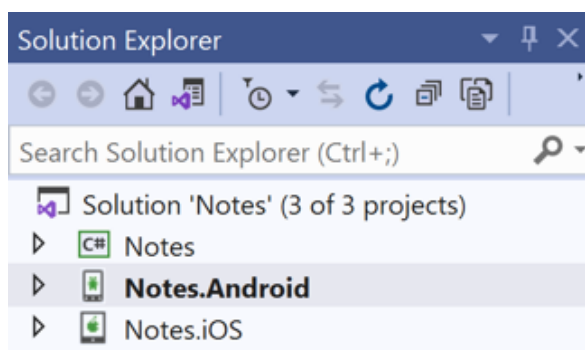 Solution Explorer
Search Solution Explorer (Ctrl+;)
Solution 'Notes' (3 of 3 projects)
C# Notes
Notes.Android
Notes.iOS